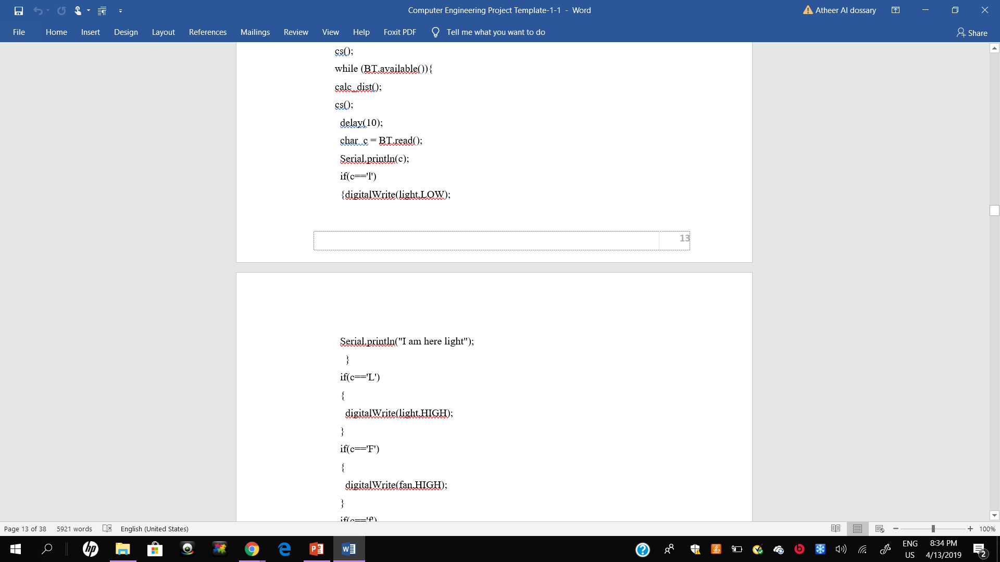 Computer Engineering Project Template-1-1 - Word
Atheer Al dossary
File Home Insert Design Layout References Mailings Review View Help Foxit PDF Tell me what you want to do Share
cs();
while (BT.available()){
calc_dist();
cs();
delay(10);
char c = BT.read();
Serial.println(c);
if(c=='l')
{digitalWrite(light,LOW);
13
Serial.println("I am here light");
}
if(c=='L')
{
digitalWrite(light,HIGH);
}
if(c=='F')
{
digitalWrite(fan,HIGH);
}
if(c=='f')
Page 13 of 38 5921 words English (United States) 100%
ENG 8:34 PM
US 4/13/2019 2